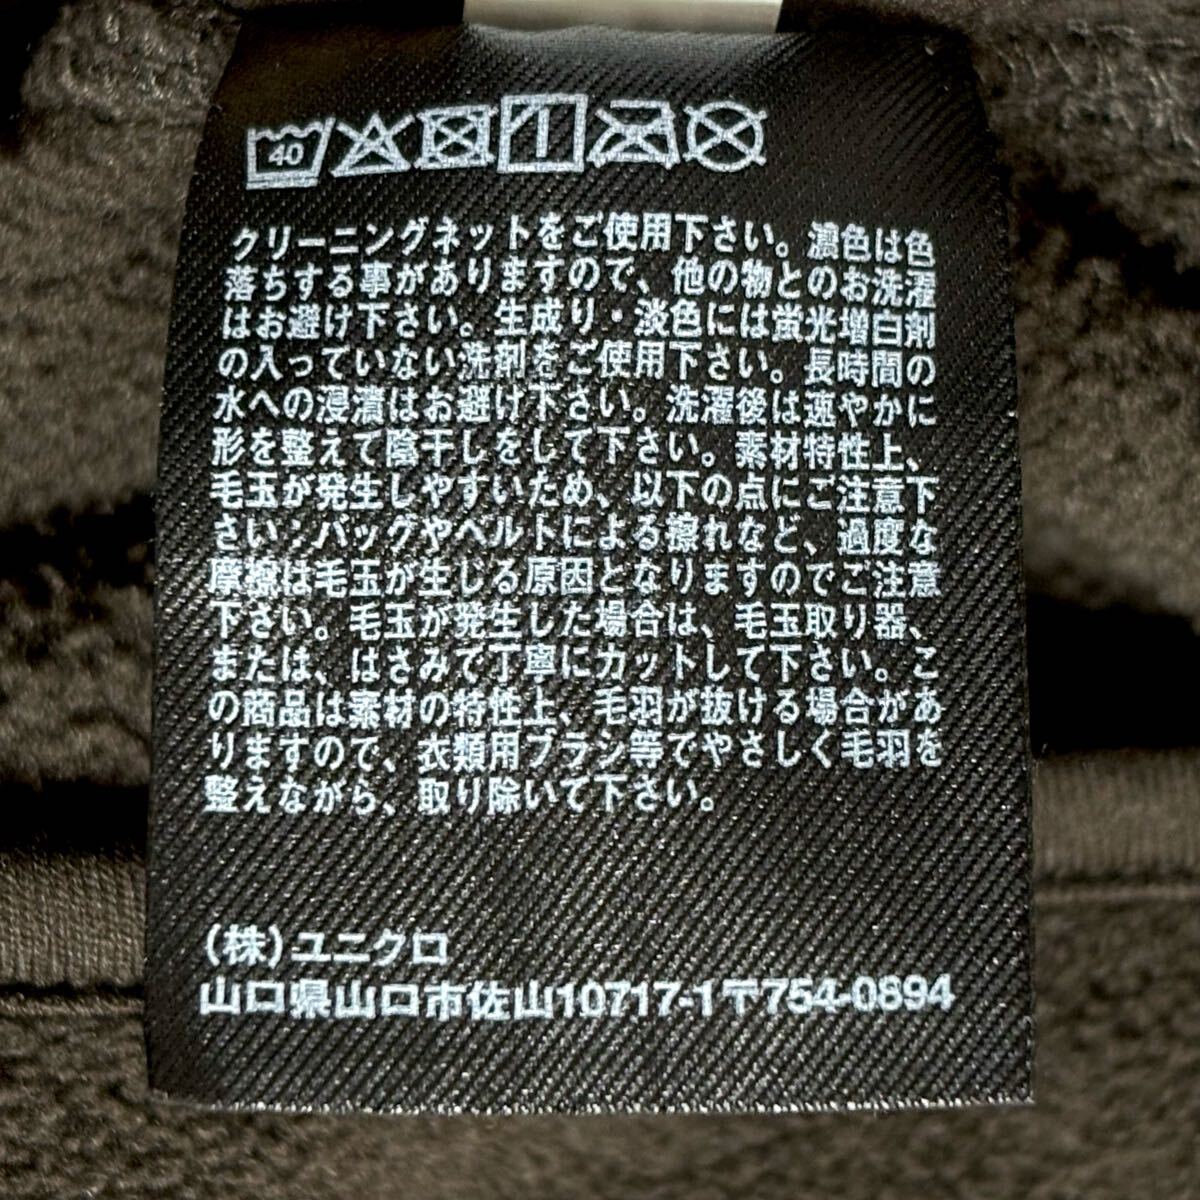 40
クリーニングネットをご使用下さい。濃色は色
落ちする事がありますので、他の物とのお洗濯
はお避け下さい。生成り・淡色には蛍光増白剤
の入っていない洗剤をご使用下さい。長時間の
水への浸漬はお避け下さい。洗濯後は速やかに
形を整えて陰干しをして下さい。素材特性上、
毛玉が発生しやすいため、以下の点にご注意下
さい：バッグやベルトによる擦れなど、過度な
摩擦は毛玉が生じる原因となりますのでご注意
下さい。毛玉が発生した場合は、毛玉取り器、
または、はさみで丁寧にカットして下さい。こ
の商品は素材の特性上、毛羽が抜ける場合があ
りますので、衣類用ブラシ等でやさしく毛羽を
整えながら、取り除いて下さい。
(株)ユニクロ
山口県山口市佐山10717-1〒754-0894